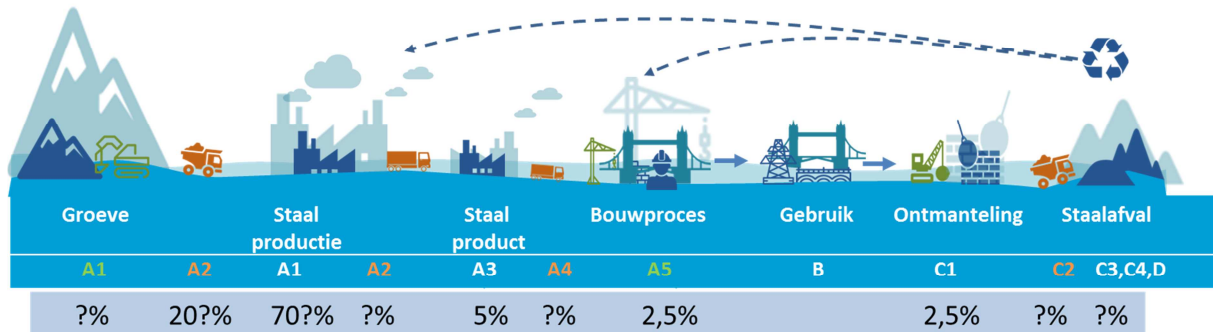 Groeve Staal Staal Bouwproces Gebruik Ontmanteling Staalafval
productie product
A1 A2 A1 A2 A3 A4 A5 B C1 C2 C3,C4,D
?% 20?% 70?% ?% 5% ?% 2,5% 2,5% ?% ?%